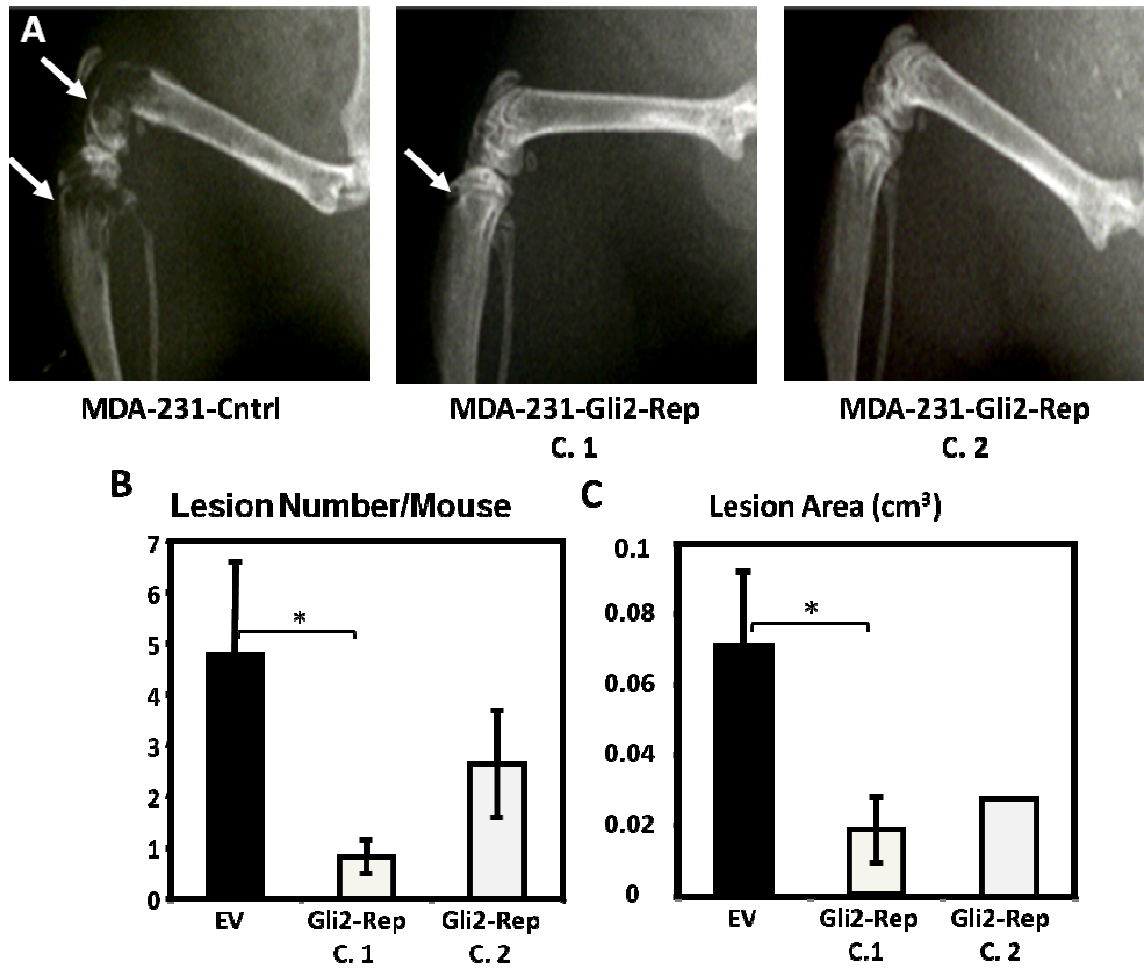 A
MDA-231-Cntrl
MDA-231-Gli2-Rep
C. 1
MDA-231-Gli2-Rep
C. 2
B
Lesion Number/Mouse
7
6
5
4
3
2
1
0
*
EV
Gli2-Rep
C. 1
Gli2-Rep
C. 2
C
Lesion Area (cm³)
0.1
0.08
0.06
0.04
0.02
0
*
EV
Gli2-Rep
C.1
Gli2-Rep
C. 2